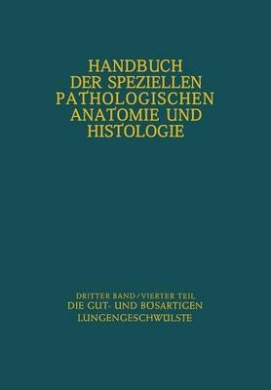 HANDBUCH
DER SPEZIELLEN
PATHOLOGISCHEN
ANATOMIE UND
HISTOLOGIE
DRITTER BAND/VIERTER TEIL
DIE GUT- UND BÖSARTIGEN
LUNGENGESCHWÜLSTE